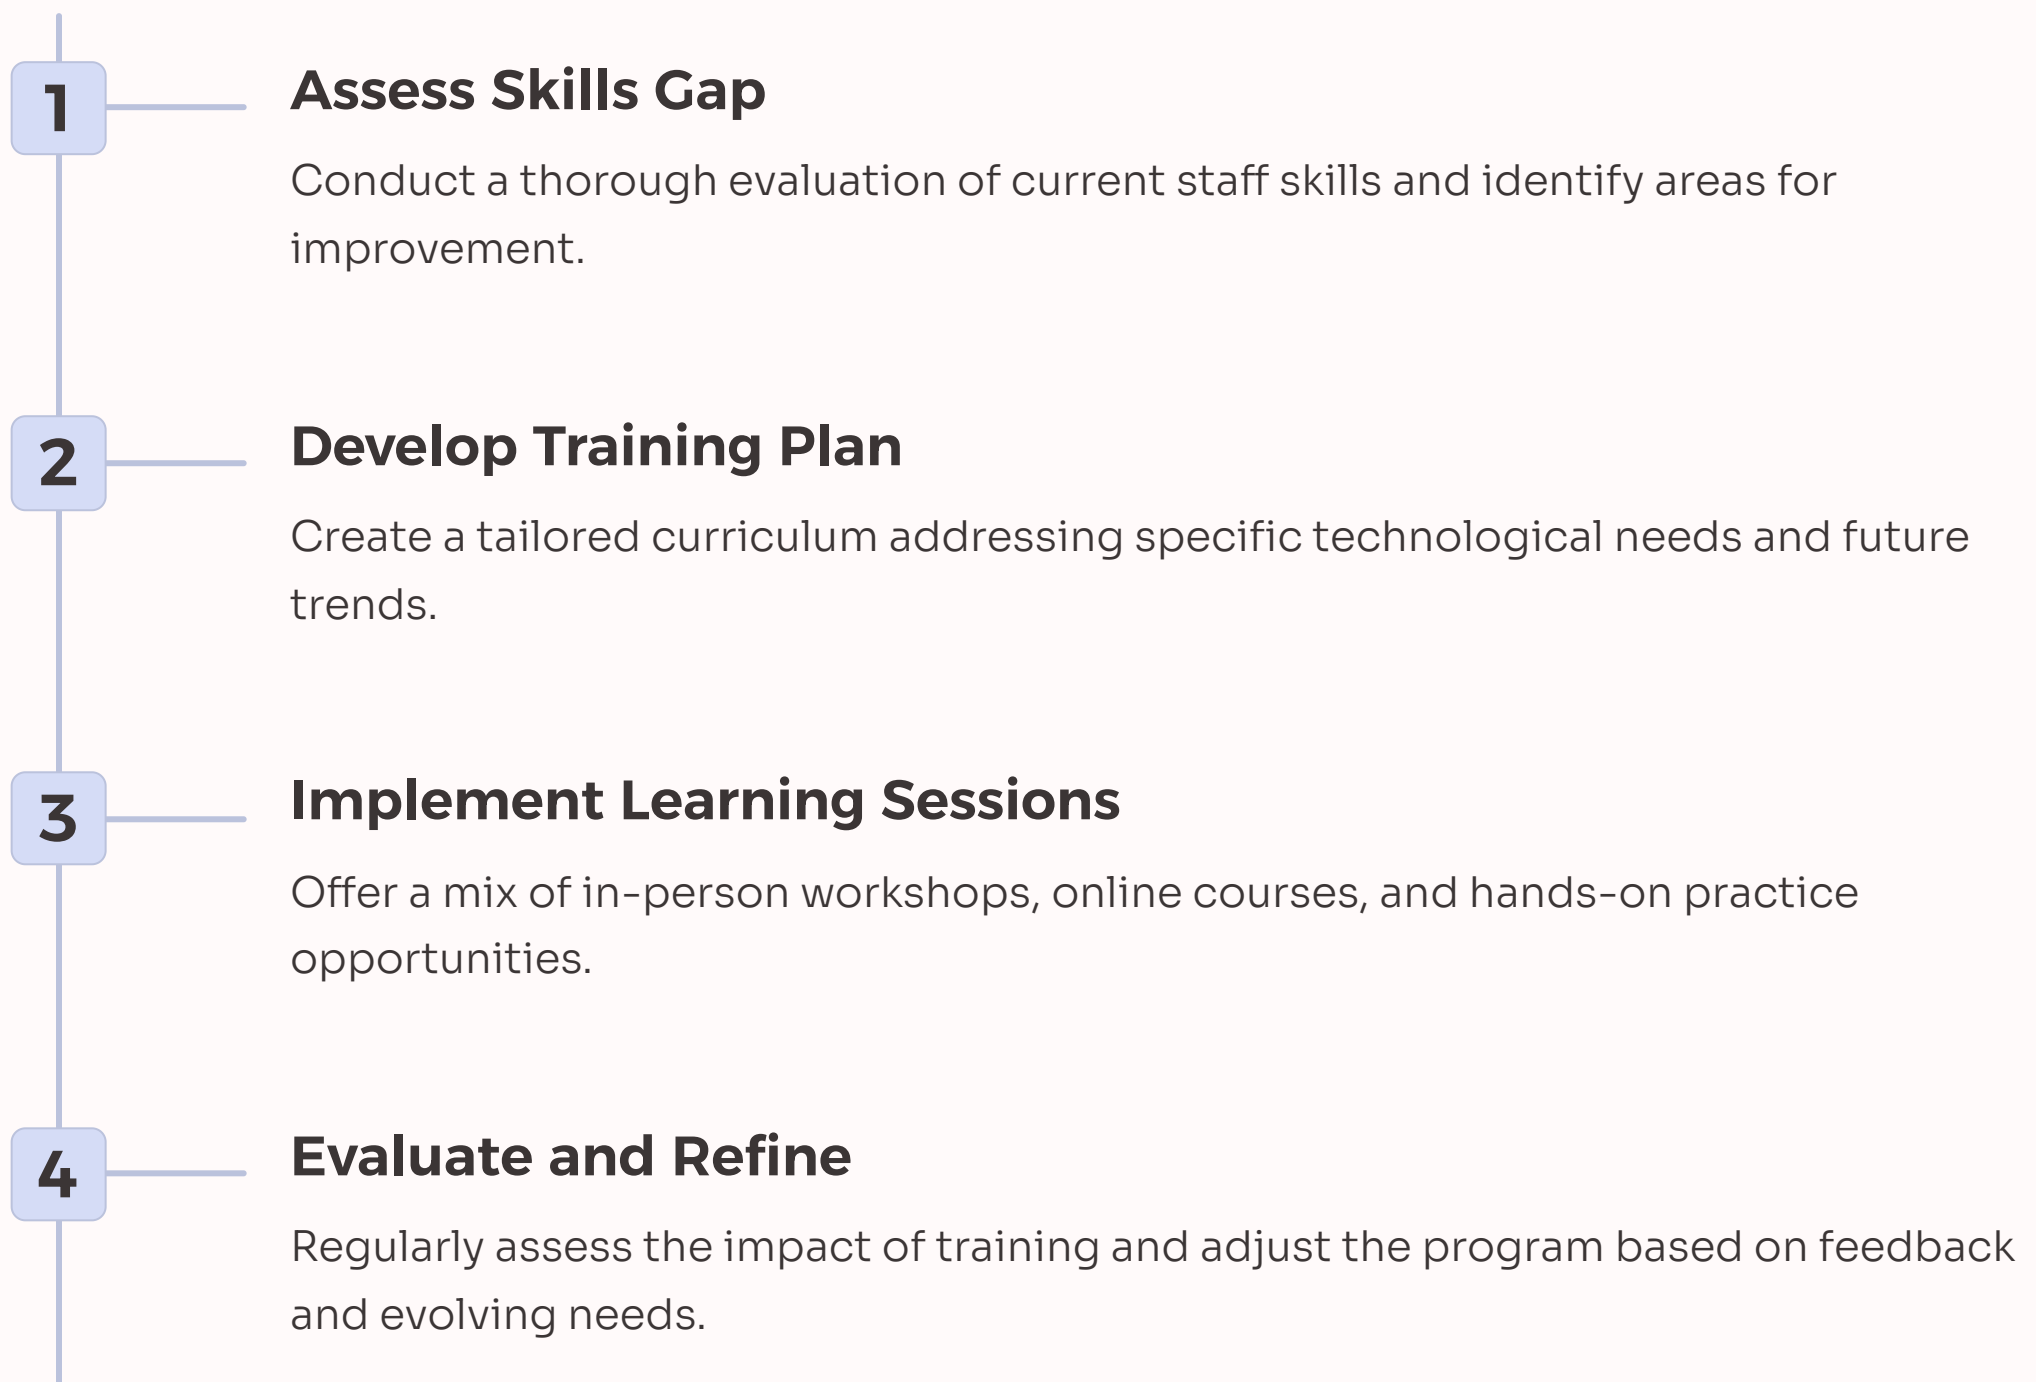 1
Assess Skills Gap
Conduct a thorough evaluation of current staff skills and identify areas for
improvement.
2
Develop Training Plan
Create a tailored curriculum addressing specific technological needs and future
trends.
3
Implement Learning Sessions
Offer a mix of in-person workshops, online courses, and hands-on practice
opportunities.
4
Evaluate and Refine
Regularly assess the impact of training and adjust the program based on feedback
and evolving needs.